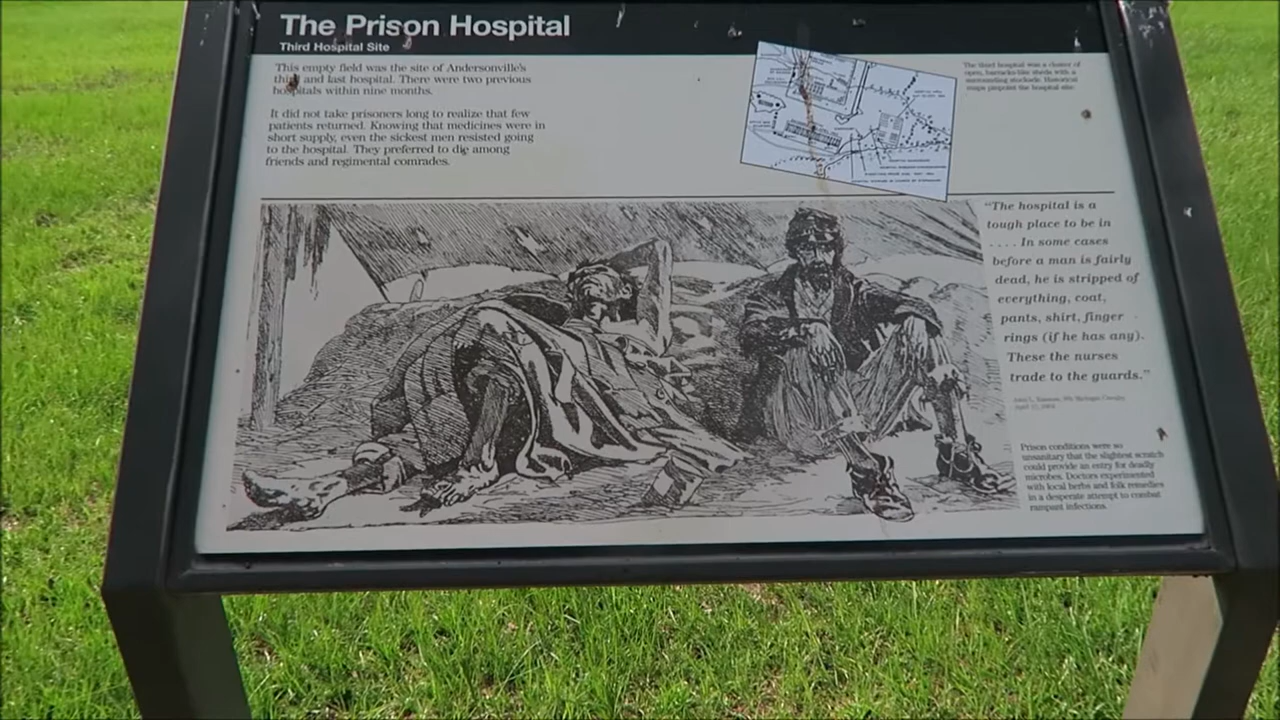 The Prison Hospital
Third Hospital Site
This empty field was the site of Andersonville's
third and last hospital. There were two previous
hospitals within nine months.
It did not take prisoners long to realize that few
patients returned. Knowing that medicines were in
short supply, even the sickest men resisted going
to the hospital. They preferred to die among
friends and regimental comrades.
The third hospital was a cluster of
open, barracks-like sheds with a
surrounding stockade. Historical
maps pinpoint the hospital site.
"The hospital is a
tough place to be in
. . . . In some cases
before a man is fairly
dead, he is stripped of
everything, coat,
pants, shirt, finger
rings (if he has any).
These the nurses
trade to the guards."
Michigan Cavalry
Prison conditions were so
unsanitary that the slightest scratch
could provide an entry for deadly
microbes. Doctors experimented
with local herbs and folk remedies
in a desperate attempt to combat
rampant infections.